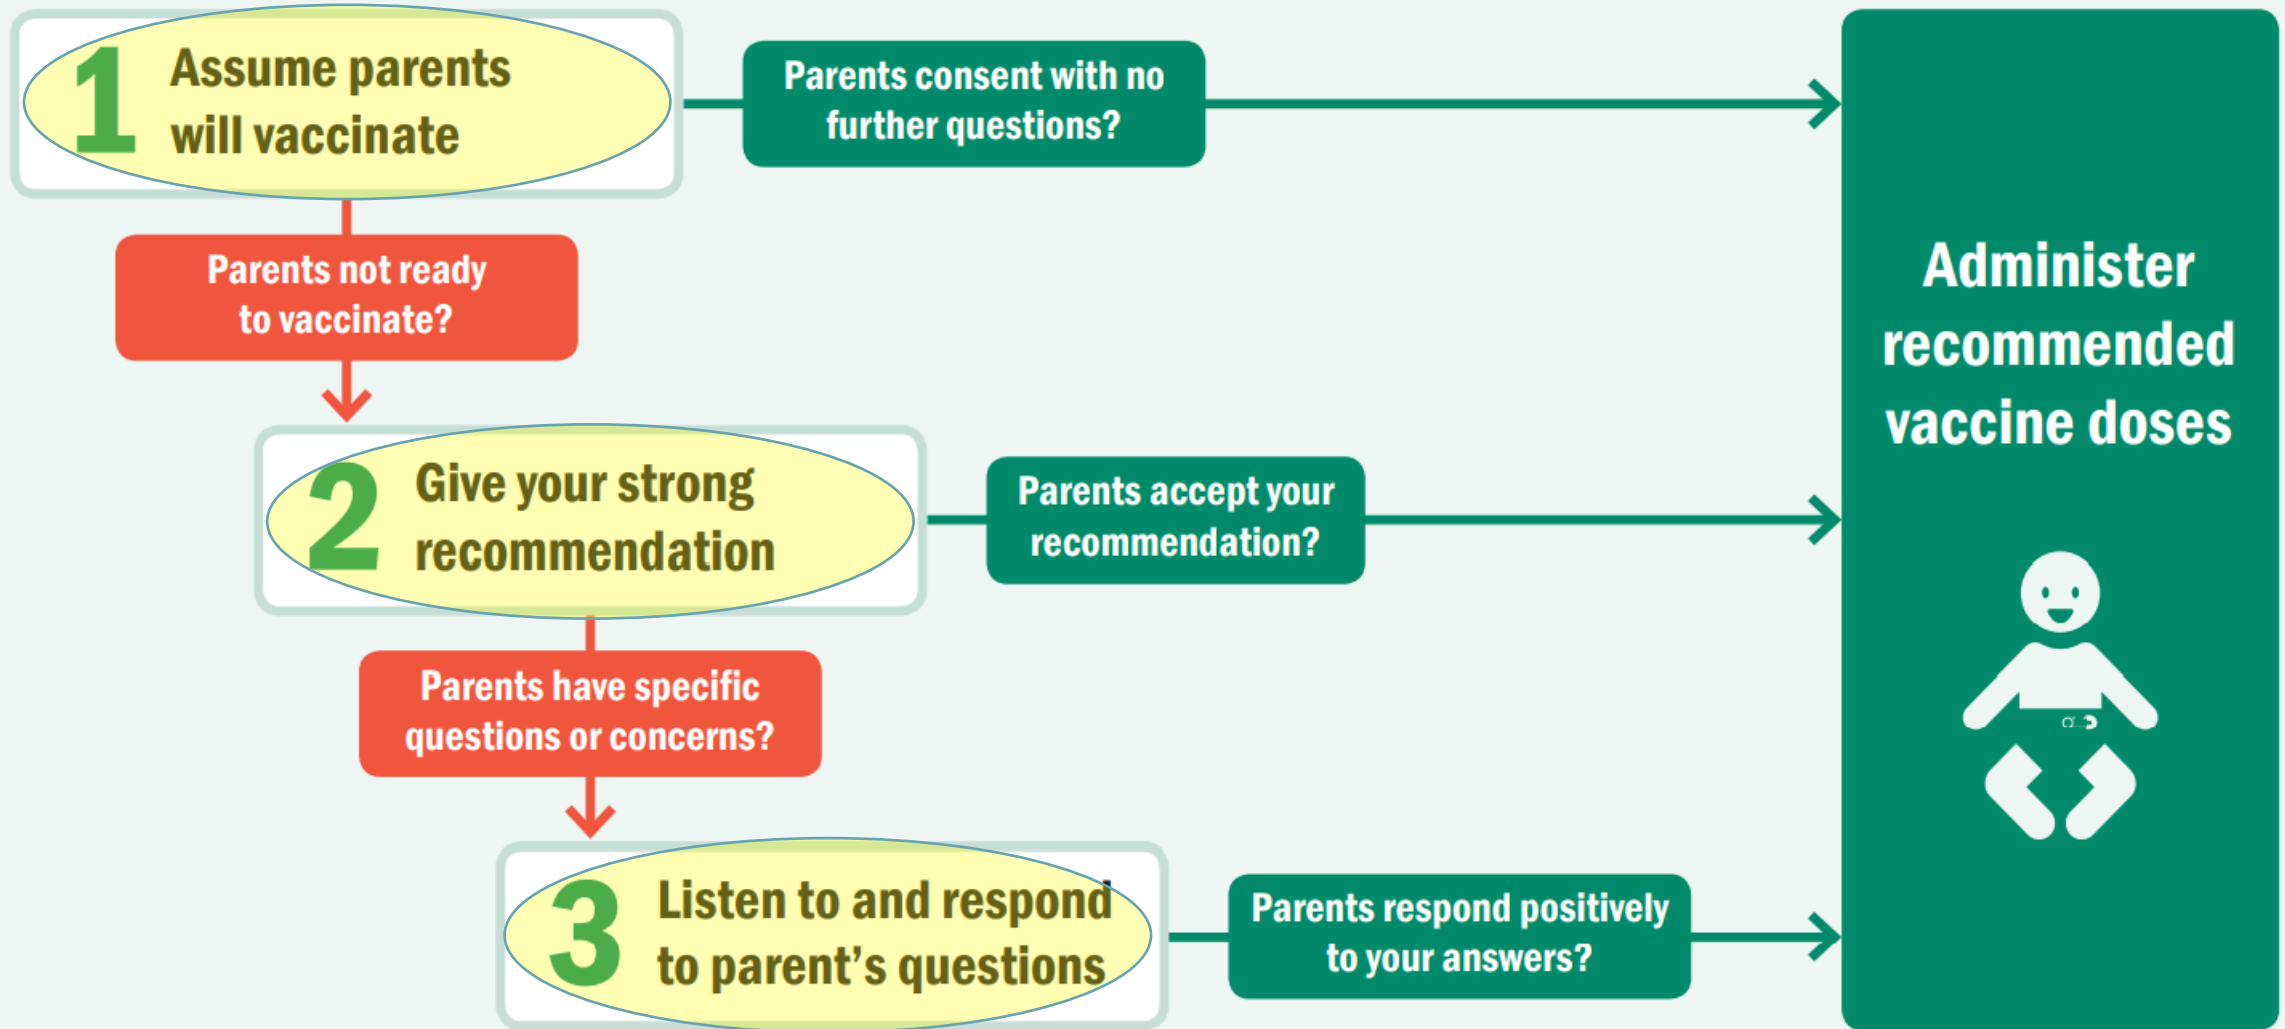 1
Assume parents
will vaccinate
Parents consent with no
further questions?
Parents not ready
to vaccinate?
2
Give your strong
recommendation
Parents accept your
recommendation?
Parents have specific
questions or concerns?
3
Listen to and respond
to parent’s questions
Parents respond positively
to your answers?
Administer
recommended
vaccine doses